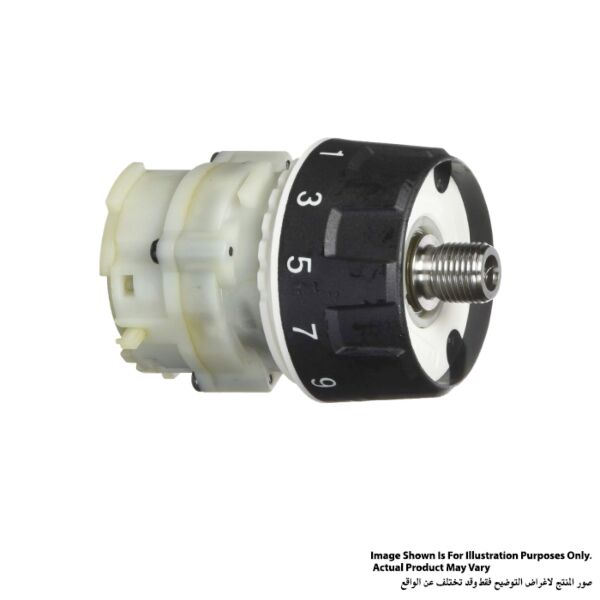 1
3
5
7
9
Image Shown Is For Illustration Purposes Only.
Actual Product May Vary
صور المنتج لاغراض التوضيح فقط وقد تختلف عن الواقع